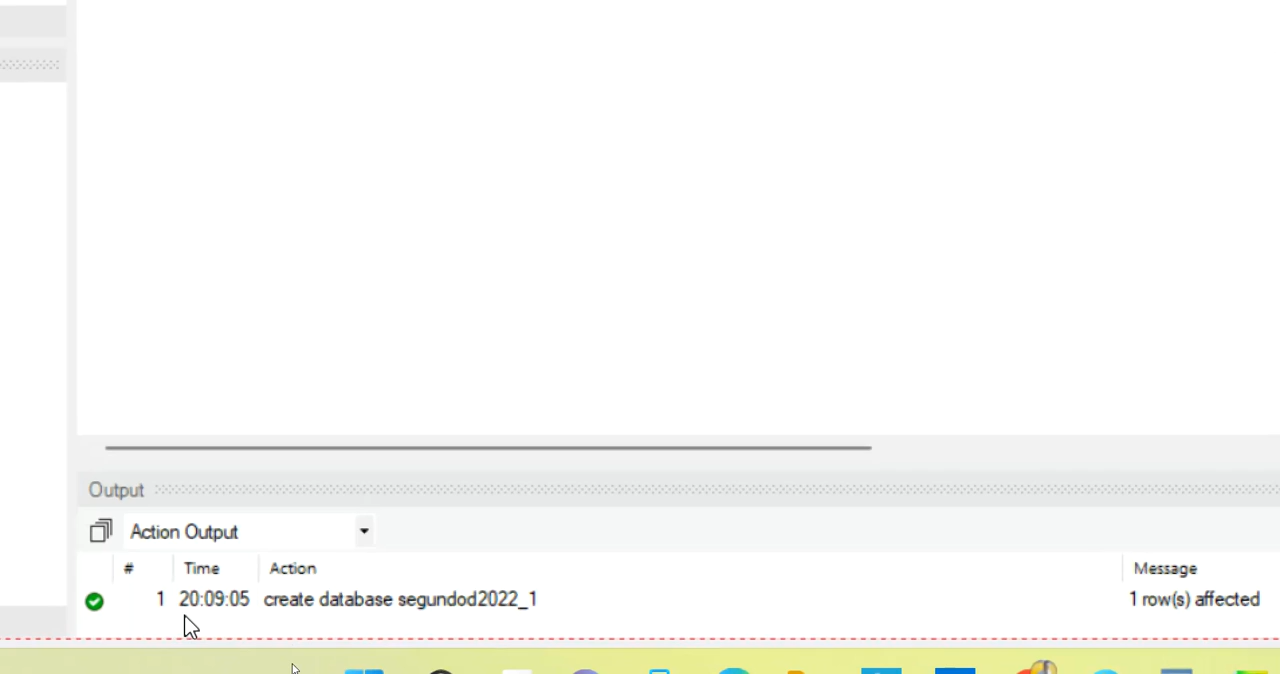 Output
Action Output
# Time Action Message
1 20:09:05 create database segundod2022_1 1 row(s) affected